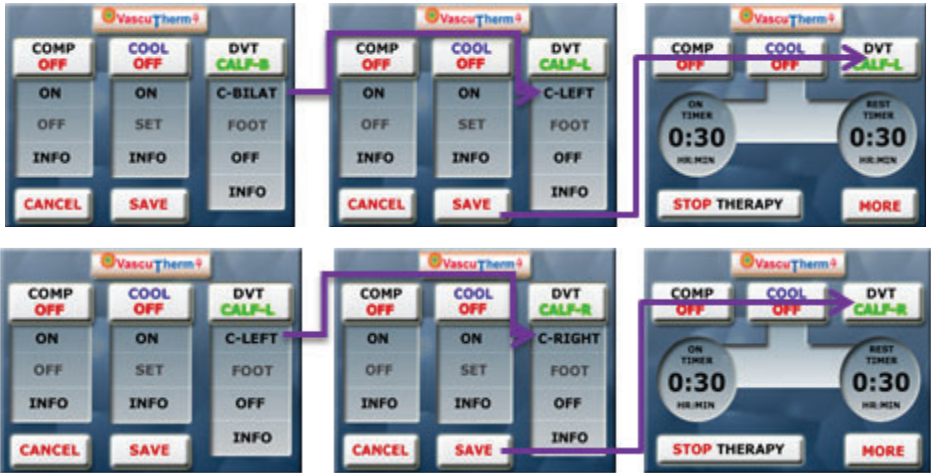 VascuTherm4
COMP
OFF
COOL
OFF
DVT
CALF-B
ON
ON
C-BILAT
OFF
SET
FOOT
INFO
INFO
OFF
INFO
CANCEL
SAVE
VascuTherm4
COMP
OFF
COOL
OFF
DVT
CALF-L
ON
ON
C-LEFT
OFF
SET
FOOT
INFO
INFO
OFF
INFO
CANCEL
SAVE
VascuTherm4
COMP
OFF
COOL
OFF
DVT
CALF-L
ON
TIMER
0:30
HR:MIN
REST
TIMER
0:30
HR:MIN
STOP THERAPY
MORE
VascuTherm4
COMP
OFF
COOL
OFF
DVT
CALF-L
ON
ON
C-LEFT
OFF
SET
FOOT
INFO
INFO
OFF
INFO
CANCEL
SAVE
VascuTherm4
COMP
OFF
COOL
OFF
DVT
CALF-R
ON
ON
C-RIGHT
OFF
SET
FOOT
INFO
INFO
OFF
INFO
CANCEL
SAVE
VascuTherm4
COMP
OFF
COOL
OFF
DVT
CALF-R
ON
TIMER
0:30
HR:MIN
REST
TIMER
0:30
HR:MIN
STOP THERAPY
MORE